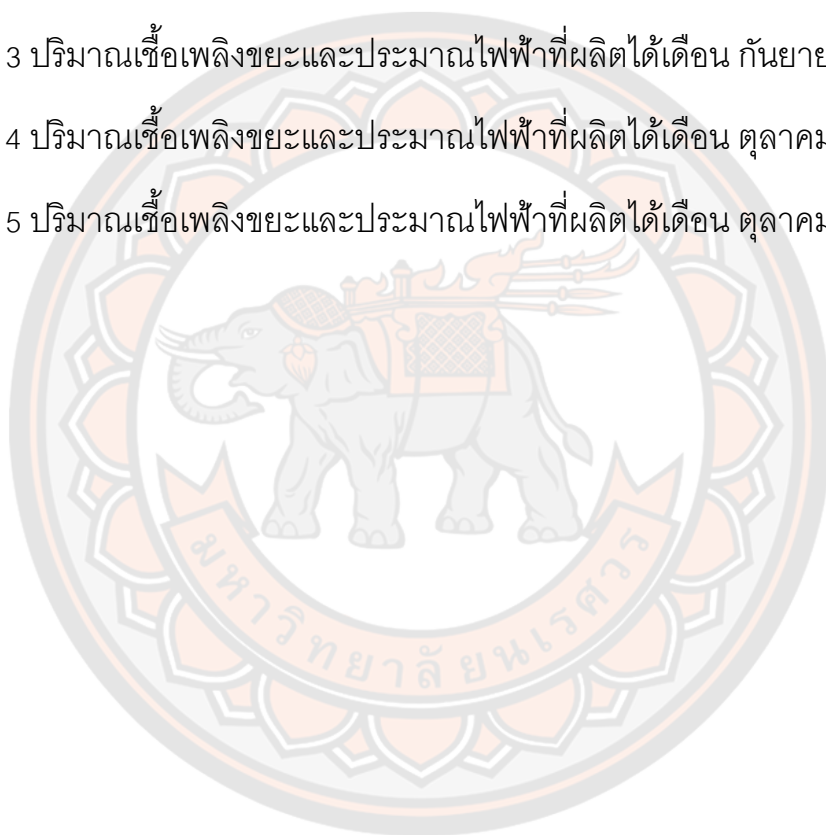 3 ปริมาณเชื้อเพลิงขยะและประมาณไฟฟ้าที่ผลิตได้เดือน
4 ปริมาณเชื้อเพลิงขยะและประมาณไฟฟ้าที่ผลิตได้เดือน ตุลาคม
5 ปริมาณเชื้อเพลิงขยะและประมาณไฟฟ้าที่ผลิตได้เดือน ตุลาคม
มหาวิทยาลัยนเรศวร